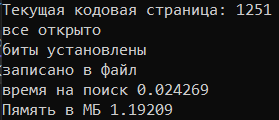 Текущая кодовая страница: 1251
все открыто
биты установлены
записано в файл
время на поиск 0.024269
Пямять в МБ 1.19209